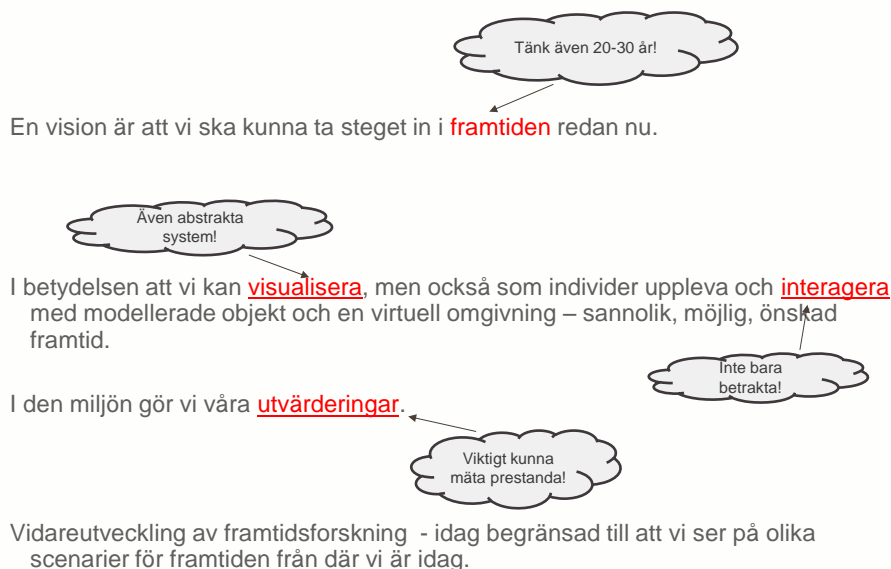 Tänk även 20-30 år!
En vision är att vi ska kunna ta steget in i framtiden redan nu.
Även abstrakta
system!
I betydelsen att vi kan visualisera, men också som individer uppleva och interagera
med modellerade objekt och en virtuell omgivning – sannolik, möjlig, önskad
framtid.
Inte bara
betrakta!
I den miljön gör vi våra utvärderingar.
Viktigt kunna
mäta prestanda!
Vidareutveckling av framtidsforskning - idag begränsad till att vi ser på olika
scenarier för framtiden från där vi är idag.